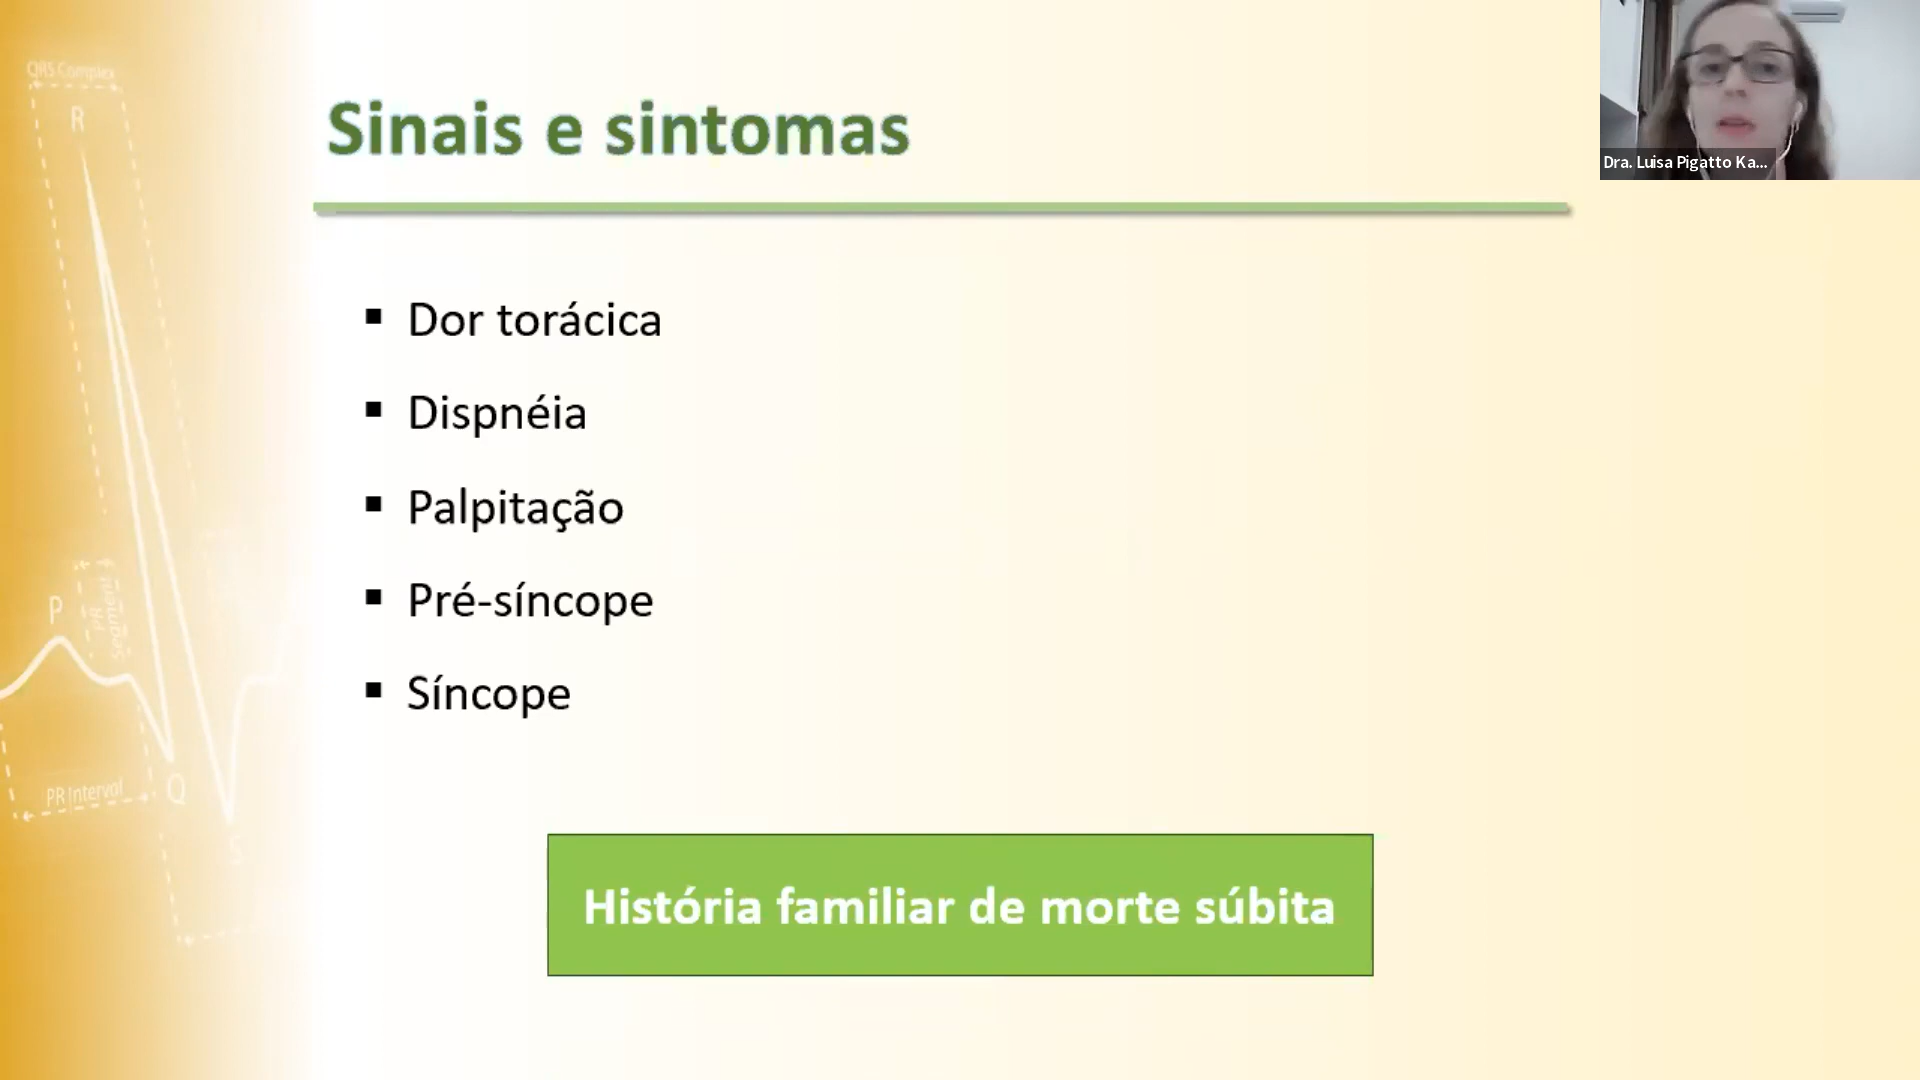 QRS Complex
R
Sinais e sintomas
Dra. Luisa Pigatto Ka...
Dor torácica
Dispnéia
Palpitação
Pré-síncope
Síncope
P
PR
Segment
PR Interval
Q
S
História familiar de morte súbita